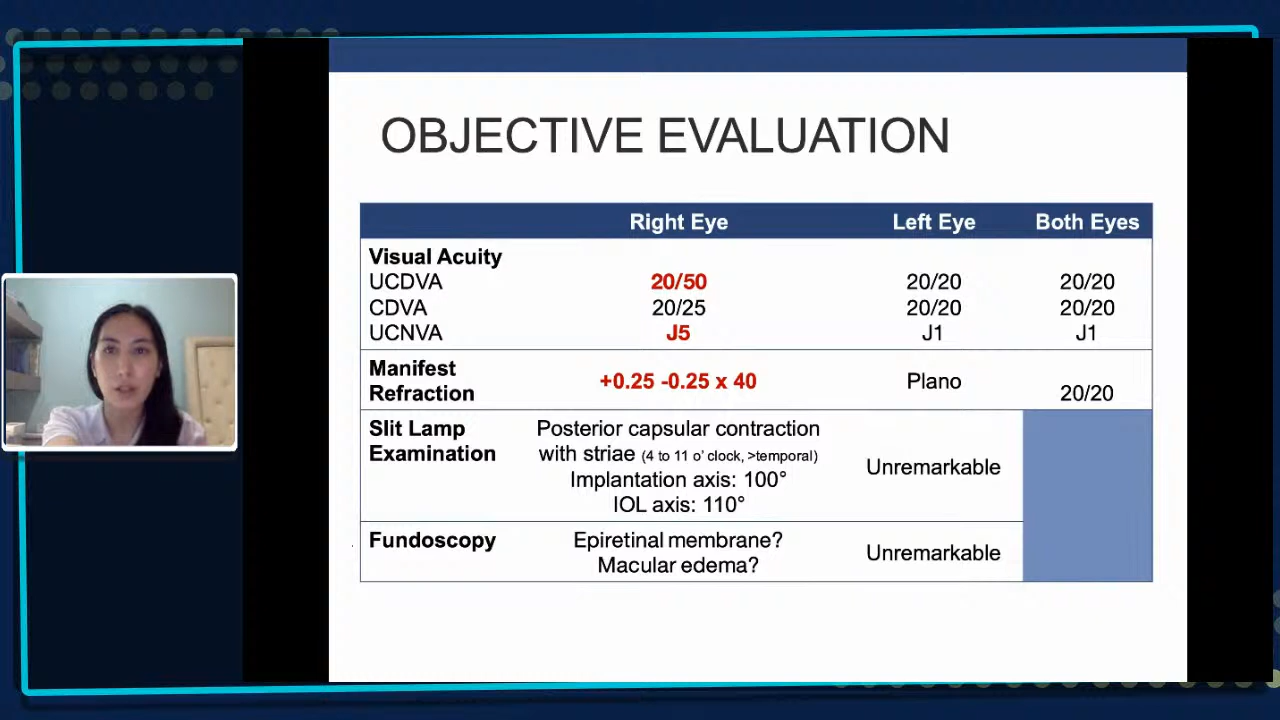 OBJECTIVE EVALUATION
Right Eye Left Eye Both Eyes
Visual Acuity
UCDVA 20/50 20/20 20/20
CDVA 20/25 20/20 20/20
UCNVA J5 J1 J1
Manifest
Refraction
+0.25 -0.25 x 40 Plano 20/20
Slit Lamp
Examination
Posterior capsular contraction
with striae (4 to 11 o' clock, >temporal)
Implantation axis: 100°
IOL axis: 110°
Unremarkable
Fundoscopy
Epiretinal membrane?
Macular edema?
Unremarkable